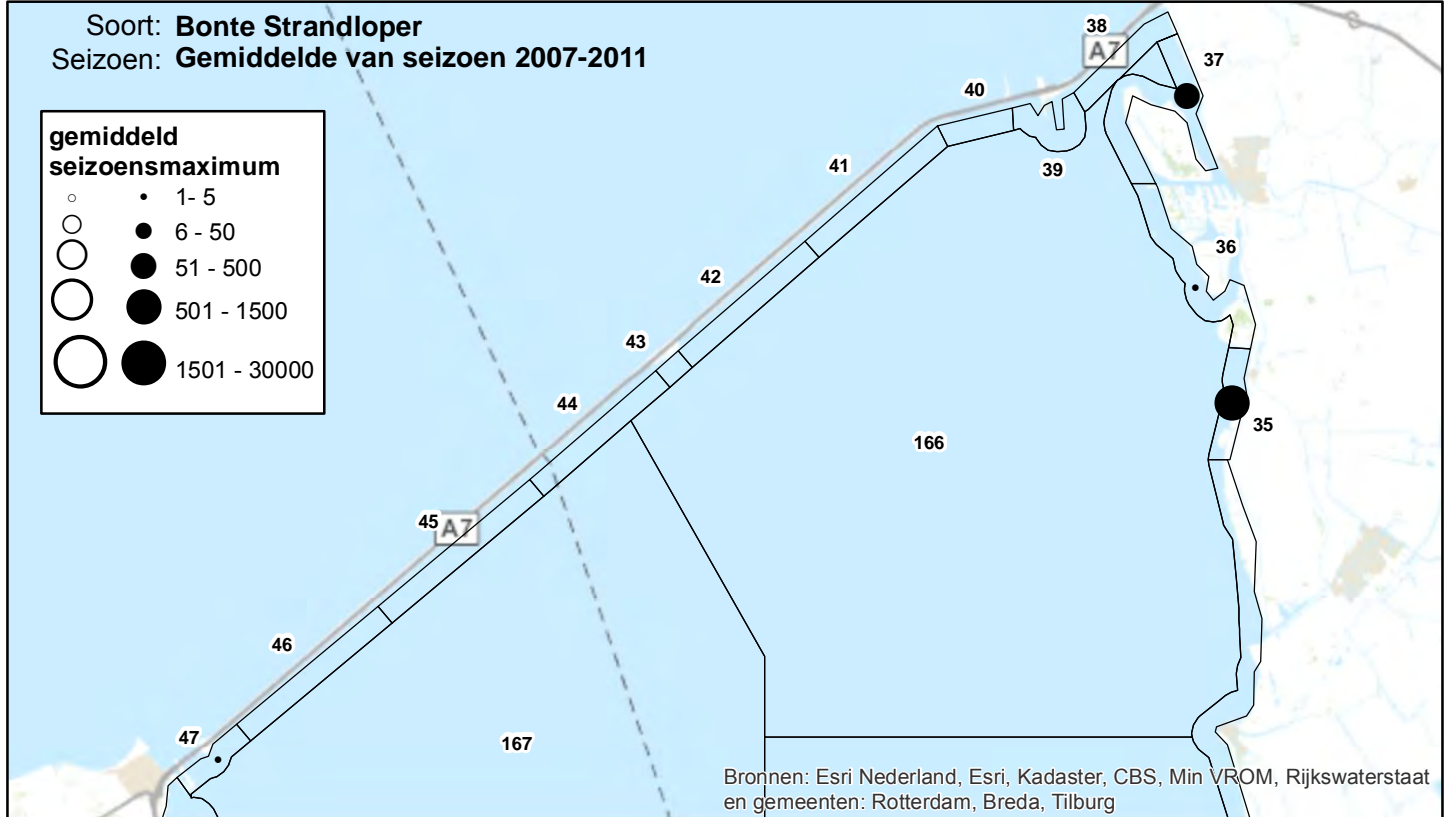 Soort: Bonte Strandloper
Seizoen: Gemiddelde van seizoen 2007-2011
gemiddeld
seizoensmaximum
1- 5
6 - 50
51 - 500
501 - 1500
1501 - 30000
38
A7
37
40
41
39
36
42
43
44
35
166
45
A7
46
47
167
Bronnen: Esri Nederland, Esri, Kadaster, CBS, Min VROM, Rijkswaterstaat
en gemeenten: Rotterdam, Breda, Tilburg